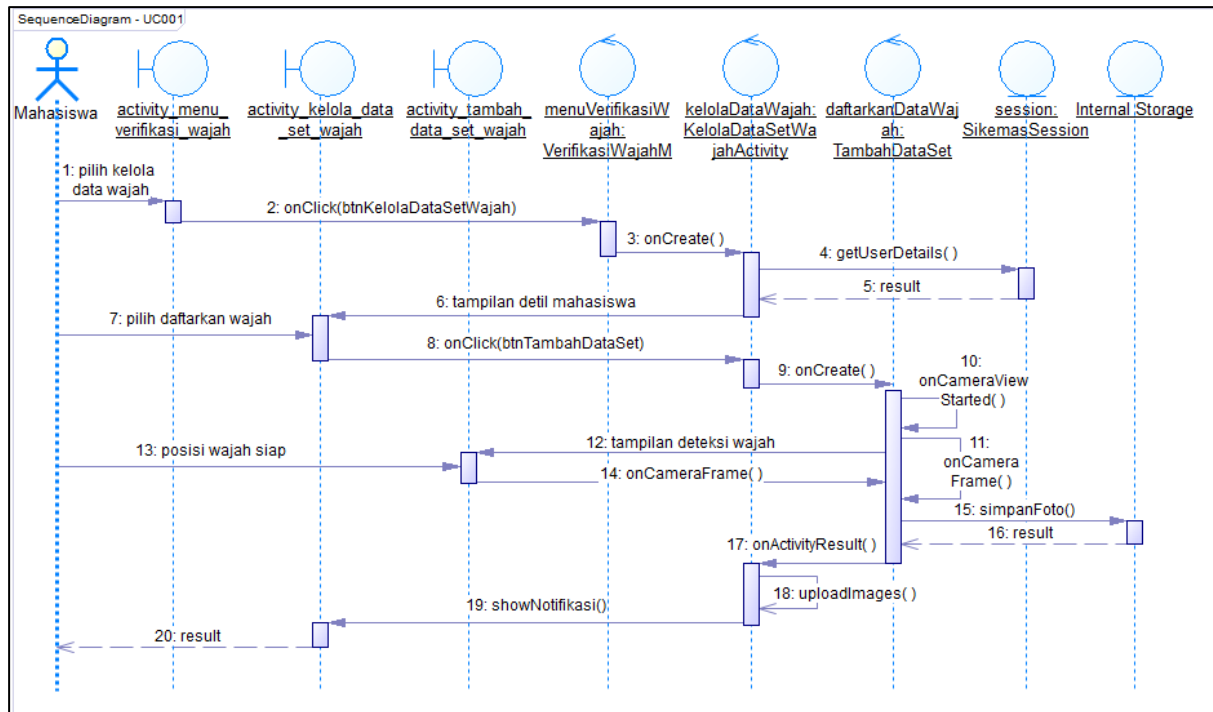 SequenceDiagram - UC001
Mahasiswa
activity_menu_
verifikasi_wajah
activity_kelola_data
_set_wajah
activity_tambah_
data_set_wajah
menuVerifikasiW
ajah:
VerifikasiWajahM
kelolaDataWajah:
KelolaDataSetWa
jahActivity
daftarkanDataWaj
ah:
TambahDataSet
session:
SikemasSession
Internal Storage
1: pilih kelola
data wajah
2: onClick(btnKelolaDataSetWajah)
3: onCreate( )
4: getUserDetails( )
5: result
6: tampilan detil mahasiswa
7: pilih daftarkan wajah
8: onClick(btnTambahDataSet)
9: onCreate( )
10:
onCameraView
Started( )
11:
onCamera
Frame( )
12: tampilan deteksi wajah
13: posisi wajah siap
14: onCameraFrame( )
15: simpanFoto()
16: result
17: onActivityResult( )
18: uploadImages( )
19: showNotifikasi()
20: result